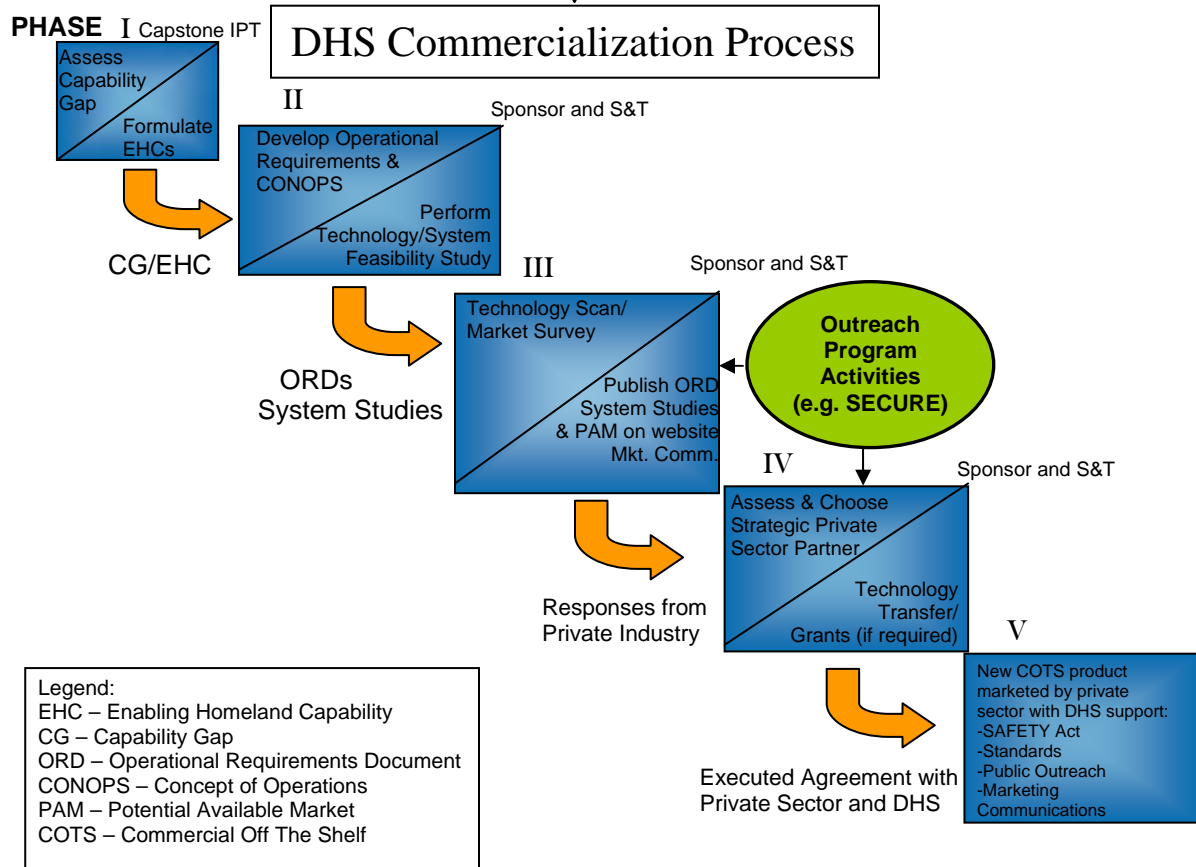 PHASE I Capstone IPT
DHS Commercialization Process
Assess
Capability
Gap
Formulate
EHCs
II
Sponsor and S&T
Develop Operational
Requirements &
CONOPS
Perform
Technology/System
Feasibility Study
CG/EHC
III
Sponsor and S&T
Technology Scan/
Market Survey
Publish ORD
System Studies
& PAM on website
Mkt. Comm.
Outreach
Program
Activities
(e.g. SECURE)
ORDs
System Studies
IV
Sponsor and S&T
Assess & Choose
Strategic Private
Sector Partner
Technology
Transfer/
Grants (if required)
Responses from
Private Industry
V
New COTS product
marketed by private
sector with DHS support:
-SAFETY Act
-Standards
-Public Outreach
-Marketing
Communications
Executed Agreement with
Private Sector and DHS
Legend:
EHC – Enabling Homeland Capability
CG – Capability Gap
ORD – Operational Requirements Document
CONOPS – Concept of Operations
PAM – Potential Available Market
COTS – Commercial Off The Shelf